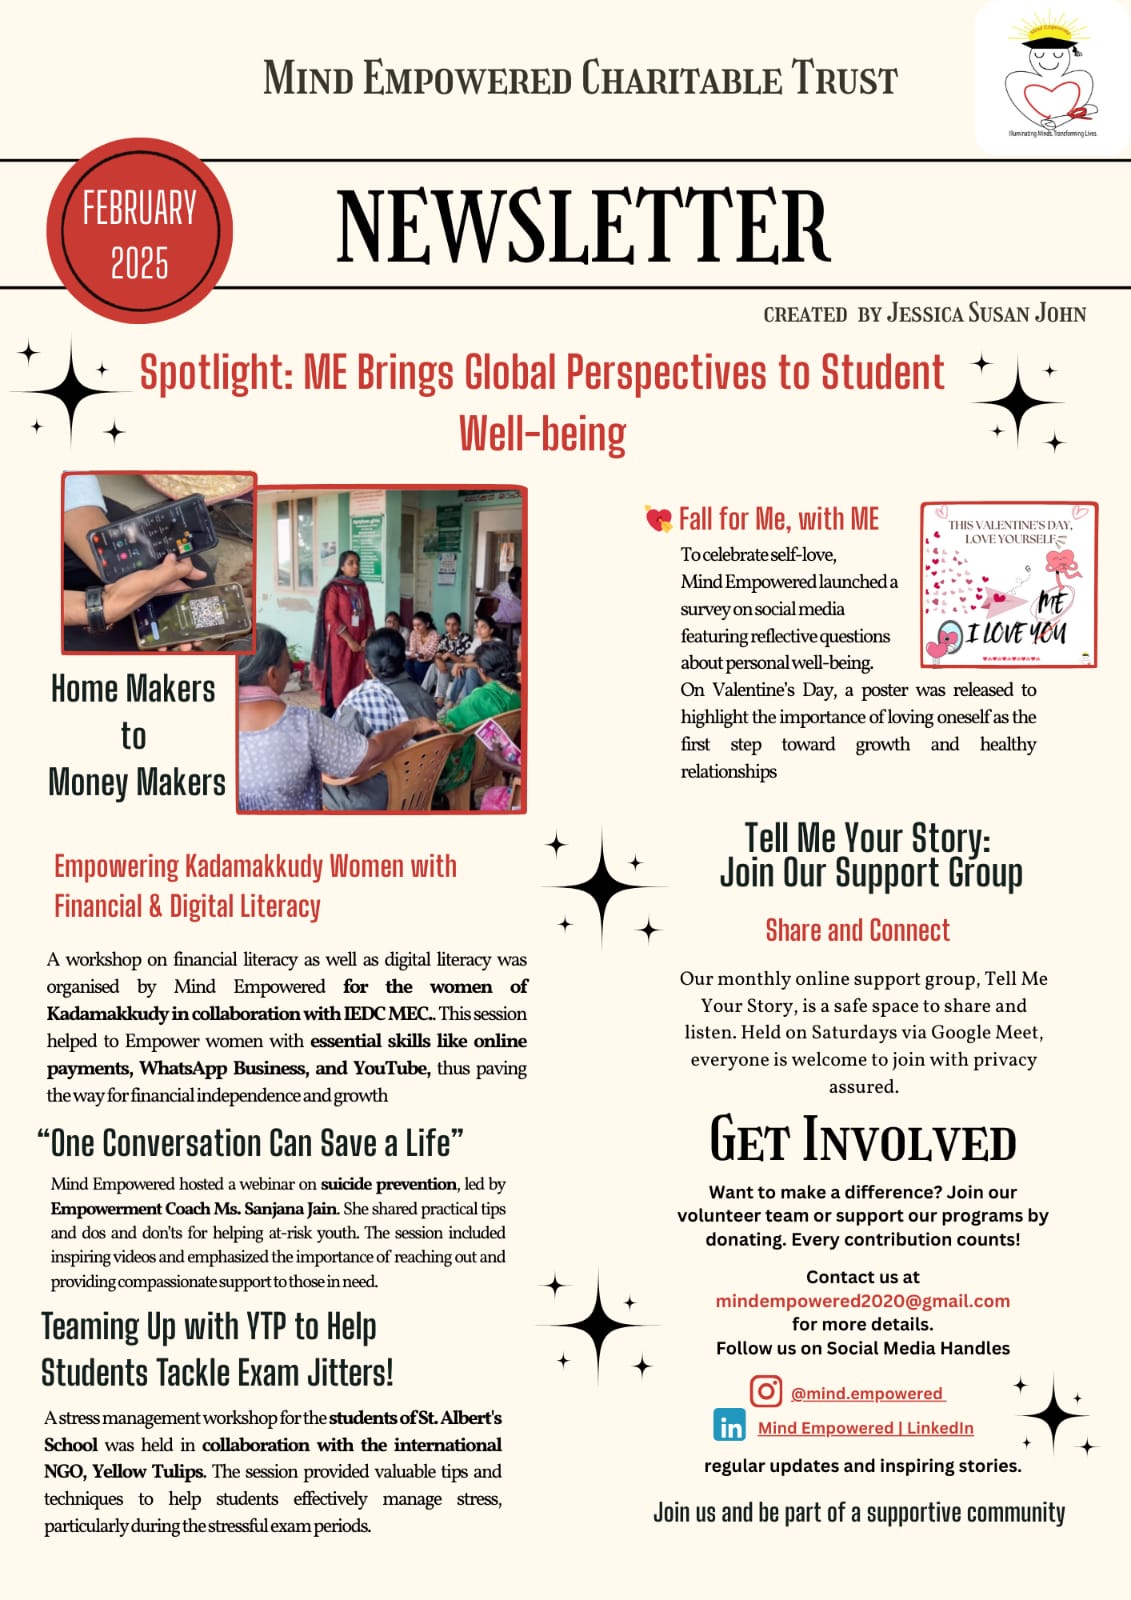 Mind Empowered Charitable Trust
Mind Empowered
Illuminating Minds, Transforming Lives.
FEBRUARY
2025
NEWSLETTER
CREATED BY JESSICA SUSAN JOHN
Spotlight: ME Brings Global Perspectives to Student
Well-being
Home Makers
to
Money Makers
Empowering Kadamakkudy Women with
Financial & Digital Literacy
A workshop on financial literacy as well as digital literacy was
organised by Mind Empowered for the women of
Kadamakkudy in collaboration with IEDC MEC.. This session
helped to Empower women with essential skills like online
payments, WhatsApp Business, and YouTube, thus paving
the way for financial independence and growth
“One Conversation Can Save a Life”
Mind Empowered hosted a webinar on suicide prevention, led by
Empowerment Coach Ms. Sanjana Jain. She shared practical tips
and dos and don'ts for helping at-risk youth. The session included
inspiring videos and emphasized the importance of reaching out and
providing compassionate support to those in need.
Teaming Up with YTP to Help
Students Tackle Exam Jitters!
A stress management workshop for the students of St. Albert's
School was held in collaboration with the international
NGO, Yellow Tulips. The session provided valuable tips and
techniques to help students effectively manage stress,
particularly during the stressful exam periods.
💘 Fall for Me, with ME
To celebrate self-love,
Mind Empowered launched a
survey on social media
featuring reflective questions
about personal well-being.
On Valentine's Day, a poster was released to
highlight the importance of loving oneself as the
first step toward growth and healthy
relationships
THIS VALENTINE'S DAY,
LOVE YOURSELF
ME
I LOVE YOU
Tell Me Your Story:
Join Our Support Group
Share and Connect
Our monthly online support group, Tell Me
Your Story, is a safe space to share and
listen. Held on Saturdays via Google Meet,
everyone is welcome to join with privacy
assured.
Get Involved
Want to make a difference? Join our
volunteer team or support our programs by
donating. Every contribution counts!
Contact us at
mindempowered2020@gmail.com
for more details.
Follow us on Social Media Handles
@mind.empowered
in Mind Empowered | LinkedIn
regular updates and inspiring stories.
Join us and be part of a supportive community